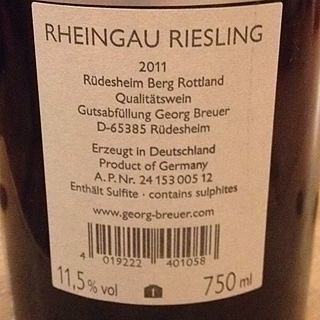 RHEINGAU RIESLING
2011
Rüdesheim Berg Rottland
Qualitätswein
Gutsabfüllung Georg Breuer
D-65385 Rüdesheim
Erzeugt in Deutschland
Product of Germany
A. P. Nr. 24 153 005 12
Enthält Sulfite · contains sulphites
www.georg-breuer.com
4 019222 401058
11,5 % vol
750 ml